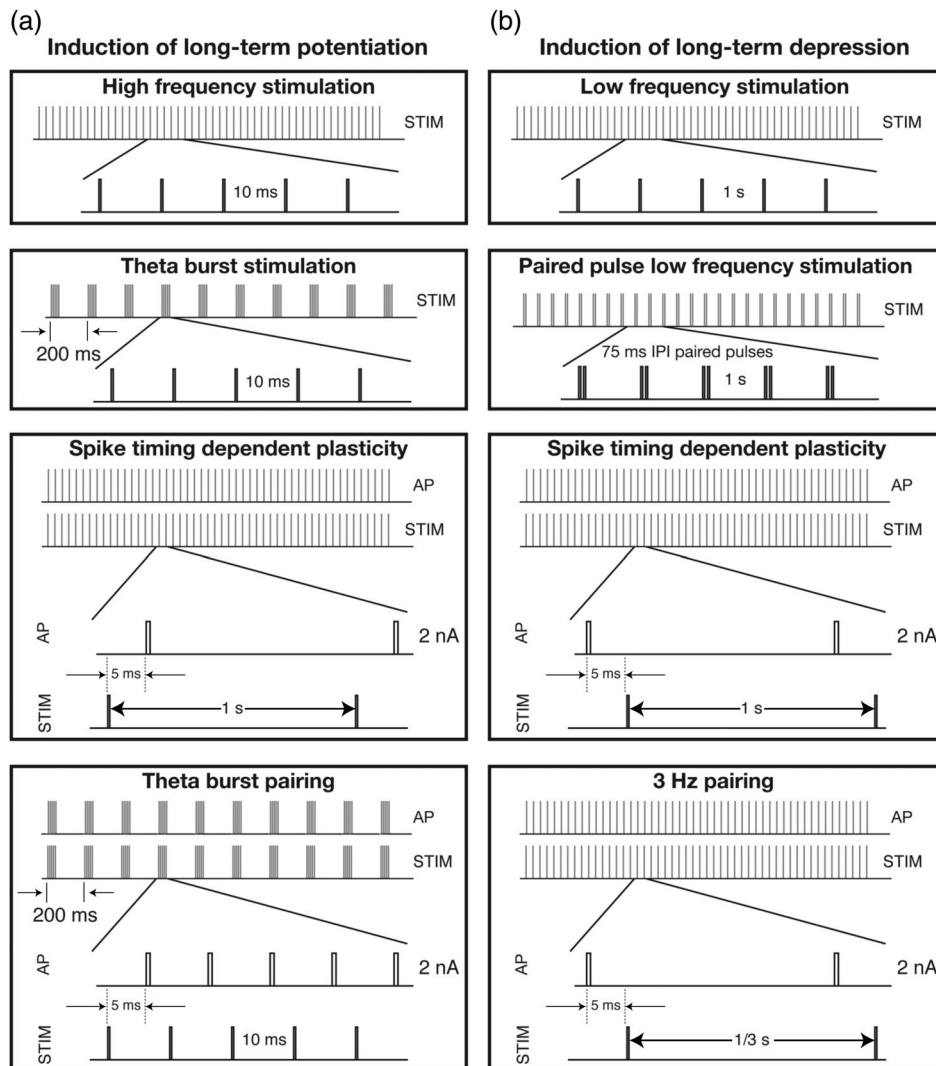 (a)
Induction of long-term potentiation
High frequency stimulation
STIM
10 ms
Theta burst stimulation
STIM
200 ms
10 ms
Spike timing dependent plasticity
AP
STIM
AP
2 nA
5 ms
STIM
1 s
Theta burst pairing
AP
STIM
200 ms
AP
2 nA
5 ms
STIM
10 ms
(b)
Induction of long-term depression
Low frequency stimulation
STIM
1 s
Paired pulse low frequency stimulation
STIM
75 ms IPI paired pulses
1 s
Spike timing dependent plasticity
AP
STIM
AP
2 nA
5 ms
STIM
1 s
3 Hz pairing
AP
STIM
AP
2 nA
5 ms
STIM
1/3 s